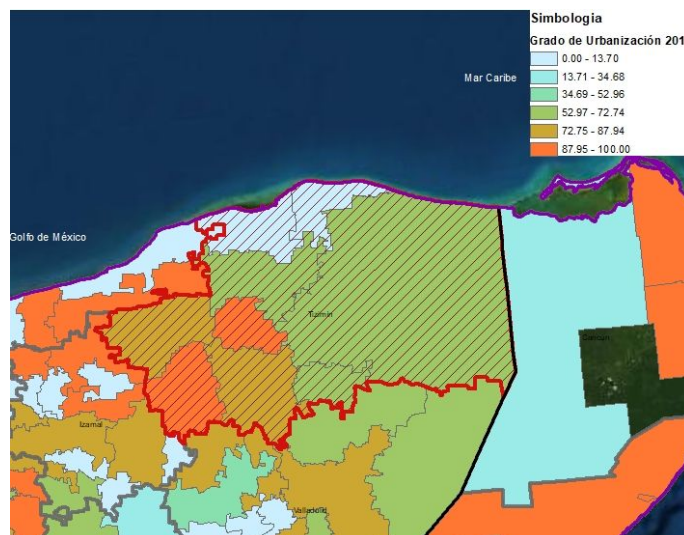 Simbologia
Grado de Urbanización 201
0.00 - 13.70
13.71 - 34.68
34.69 - 52.96
52.97 - 72.74
72.75 - 87.94
87.95 - 100.00
Mar Caribe
Golfo de México
Tizimín
Cancún
Izamal
Valladolid